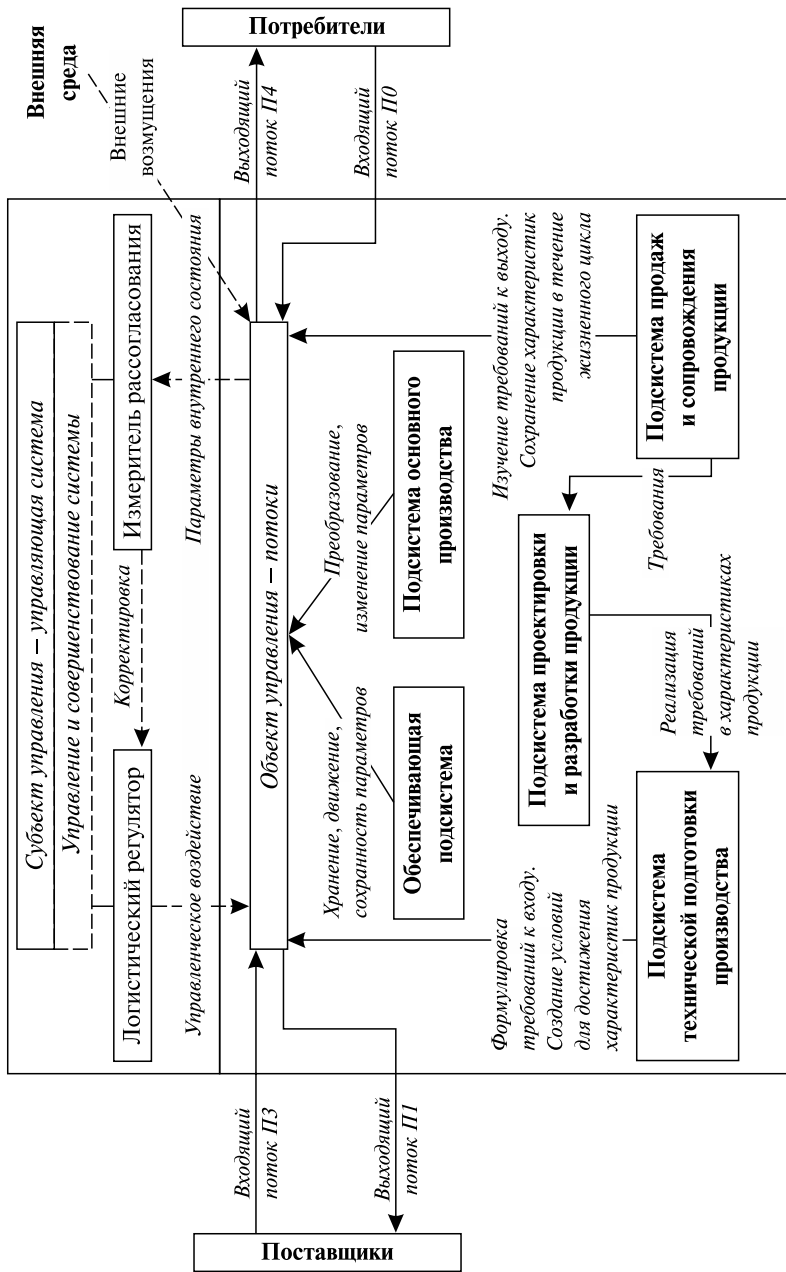 Внешняя
среда
Внешние
возмущения
Субъект управления – управляющая система
Управление и совершенствование системы
Логистический регулятор
Корректировка
Измеритель рассогласования
Управленческое воздействие
Параметры внутреннего состояния
Поставщики
Входящий
поток П3
Выходящий
поток П1
Объект управления – потоки
Выходящий
поток П4
Входящий
поток П0
Потребители
Хранение, движение,
сохранность параметров
Преобразование,
изменение параметров
Обеспечивающая
подсистема
Подсистема основного
производства
Формулировка
требований к входу.
Создание условий
для достижения
характеристик продукции
Изучение требований к выходу.
Сохранение характеристик
продукции в течение
жизненного цикла
Подсистема проектировки
и разработки продукции
Реализация
требований
в характеристиках
продукции
Требования
Подсистема
технической подготовки
производства
Подсистема продаж
и сопровождения
продукции